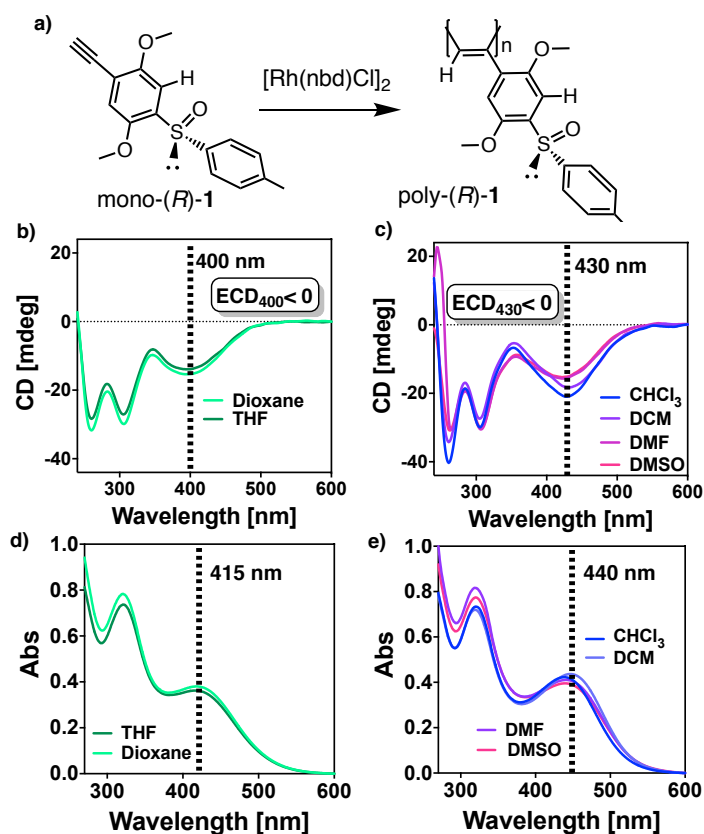 a)
O
H
[Rh(nbd)Cl]2
S
O
O
mono-(R)-1
n
H
O
H
O
S
O
poly-(R)-1
b)
400 nm
ECD400< 0
20
0
-20
-40
CD [mdeg]
Dioxane
THF
300 400 500 600
Wavelength [nm]
c)
430 nm
ECD430< 0
20
0
-20
-40
CD [mdeg]
CHCl3
DCM
DMF
DMSO
300 400 500 600
Wavelength [nm]
d)
415 nm
1.0
0.8
0.6
0.4
0.2
0.0
Abs
THF
Dioxane
300 400 500 600
Wavelength [nm]
e)
440 nm
1.0
0.8
0.6
0.4
0.2
0.0
Abs
CHCl3
DCM
DMF
DMSO
300 400 500 600
Wavelength [nm]